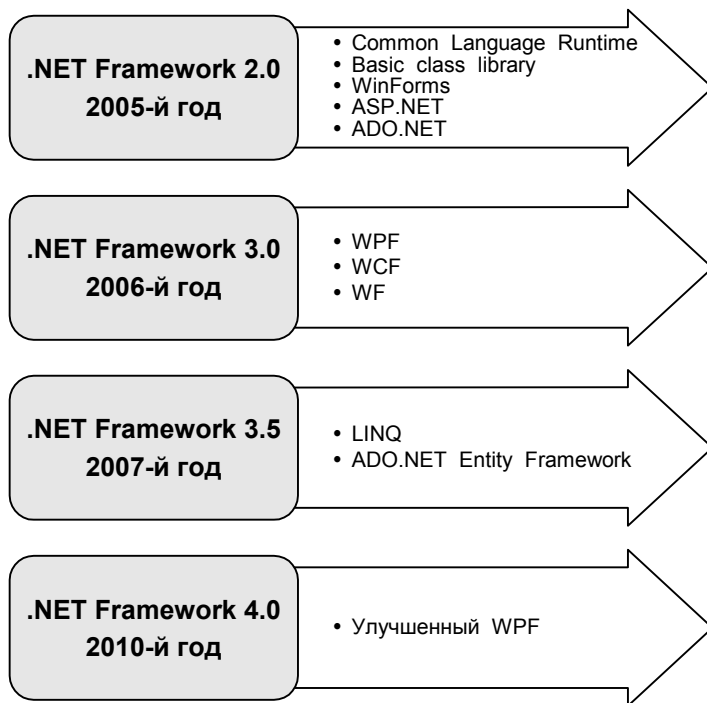 .NET Framework 2.0
2005-й год
• Common Language Runtime
• Basic class library
• WinForms
• ASP.NET
• ADO.NET
.NET Framework 3.0
2006-й год
• WPF
• WCF
• WF
.NET Framework 3.5
2007-й год
• LINQ
• ADO.NET Entity Framework
.NET Framework 4.0
2010-й год
• Улучшенный WPF